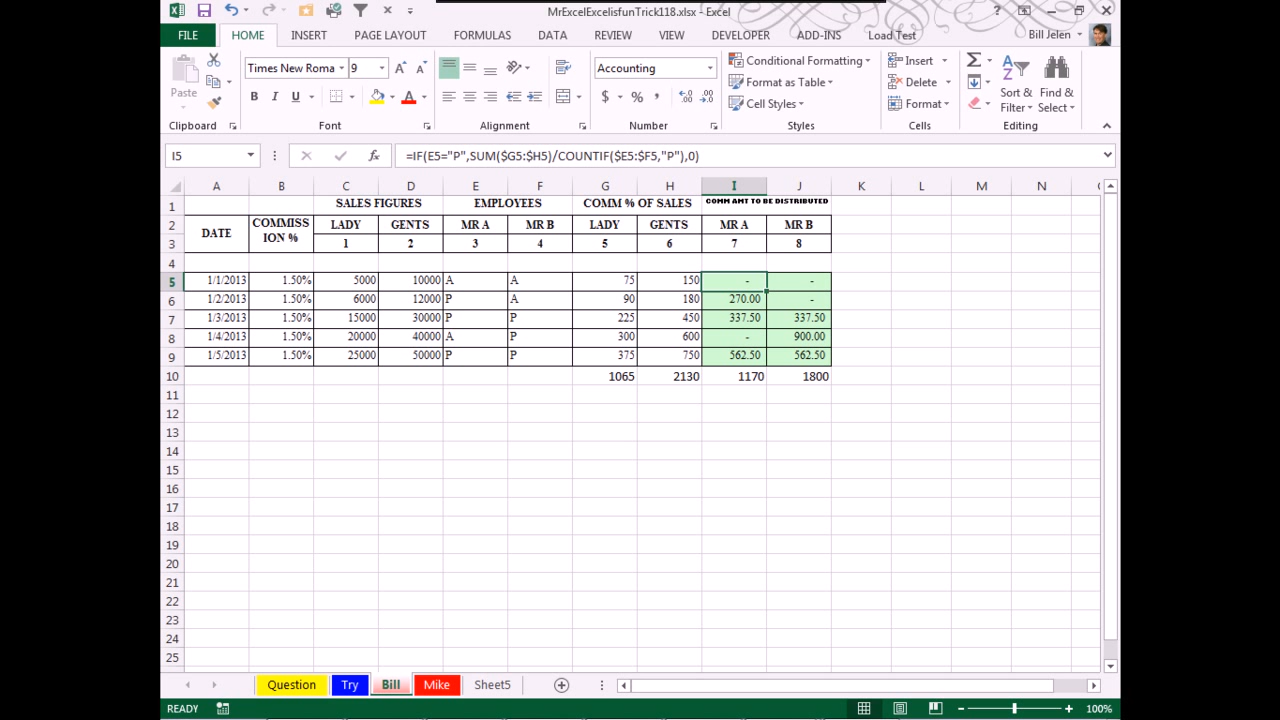 MrExcelExcelisfunTrick118.xlsx - Excel
FILE HOME INSERT PAGE LAYOUT FORMULAS DATA REVIEW VIEW DEVELOPER ADD-INS Load Test Bill Jelen
Times New Roma 9 Accounting Conditional Formatting Insert
Paste B I U A $ % Format as Table Delete Sort & Find &
Cell Styles Format Filter Select
Clipboard Font Alignment Number Styles Cells Editing
I5 fx =IF(E5="P",SUM($G5:$H5)/COUNTIF($E5:$F5,"P"),0)
A B C D E F G H I J K L M N
1 SALES FIGURES EMPLOYEES COMM % OF SALES COMM AMT TO BE DISTRIBUTED
2 DATE COMMISS LADY GENTS MR A MR B LADY GENTS MR A MR B
3 ION % 1 2 3 4 5 6 7 8
4
5 1/1/2013 1.50% 5000 10000 A A 75 150 - -
6 1/2/2013 1.50% 6000 12000 P A 90 180 270.00 -
7 1/3/2013 1.50% 15000 30000 P P 225 450 337.50 337.50
8 1/4/2013 1.50% 20000 40000 A P 300 600 - 900.00
9 1/5/2013 1.50% 25000 50000 P P 375 750 562.50 562.50
10 1065 2130 1170 1800
11
12
13
14
15
16
17
18
19
20
21
22
23
24
25
Question Try Bill Mike Sheet5
READY 100%